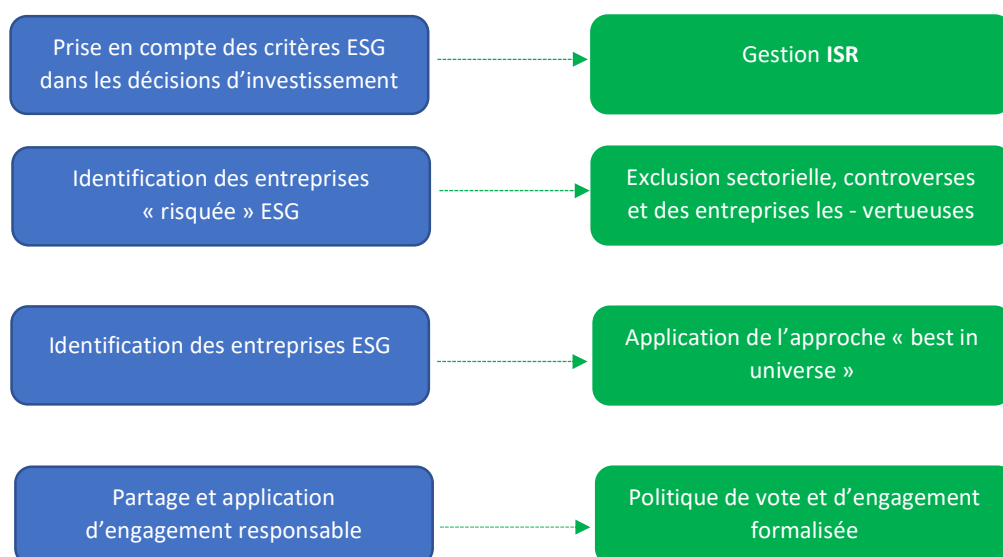 Prise en compte des critères ESG
dans les décisions d'investissement
Gestion ISR
Identification des entreprises
« risquée » ESG
Exclusion sectorielle, controverses
et des entreprises les - vertueuses
Identification des entreprises ESG
Application de l'approche « best in
universe »
Partage et application
d'engagement responsable
Politique de vote et d'engagement
formalisée